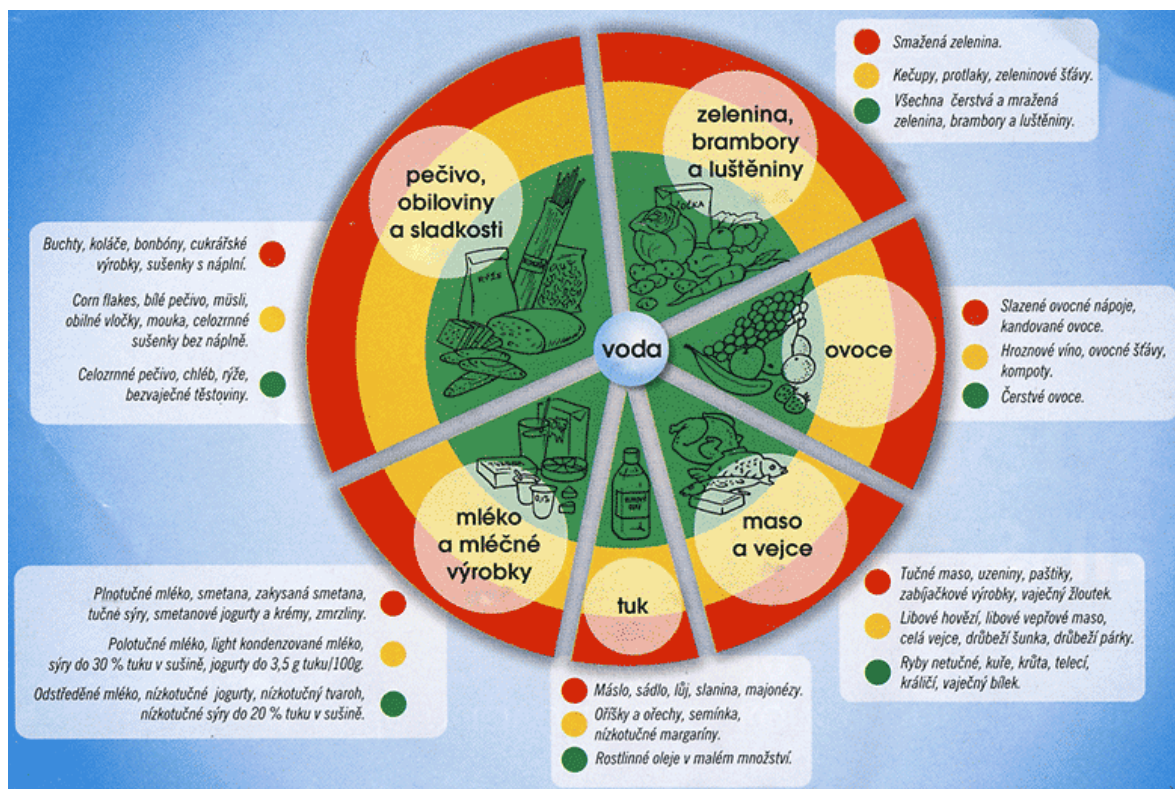 Smažená zelenina.
Kečupy, protlaky, zeleninové šťávy.
Všechna čerstvá a mražená
zelenina, brambory a luštěniny.
zelenina,
brambory
a luštěniny
pečivo,
obiloviny
a sladkosti
Buchty, koláče, bonbóny, cukrářské
výrobky, sušenky s náplní.
Corn flakes, bílé pečivo, müsli,
obilné vločky, mouka, celozrnné
sušenky bez náplně.
Celozrnné pečivo, chléb, rýže,
bezvaječné těstoviny.
voda
ovoce
Slazené ovocné nápoje,
kandované ovoce.
Hroznové víno, ovocné šťávy,
kompoty.
Čerstvé ovoce.
mléko
a mléčné
výrobky
0,1%
tuk
maso
a vejce
Plnotučné mléko, smetana, zakysaná smetana,
tučné sýry, smetanové jogurty a krémy, zmrzliny.
Polotučné mléko, light kondenzované mléko,
sýry do 30 % tuku v sušině, jogurty do 3,5 g tuku/100g.
Odstředěné mléko, nízkotučné jogurty, nízkotučný tvaroh,
nízkotučné sýry do 20 % tuku v sušině.
Tučné maso, uzeniny, paštiky,
zabíjačkové výrobky, vaječný žloutek.
Libové hovězí, libové vepřové maso,
celá vejce, drůbeží šunka, drůbeží párky.
Ryby netučné, kuře, krůta, telecí,
králičí, vaječný bílek.
Máslo, sádlo, lůj, slanina, majonézy.
Oříšky a ořechy, semínka,
nízkotučné margaríny.
Rostlinné oleje v malém množství.